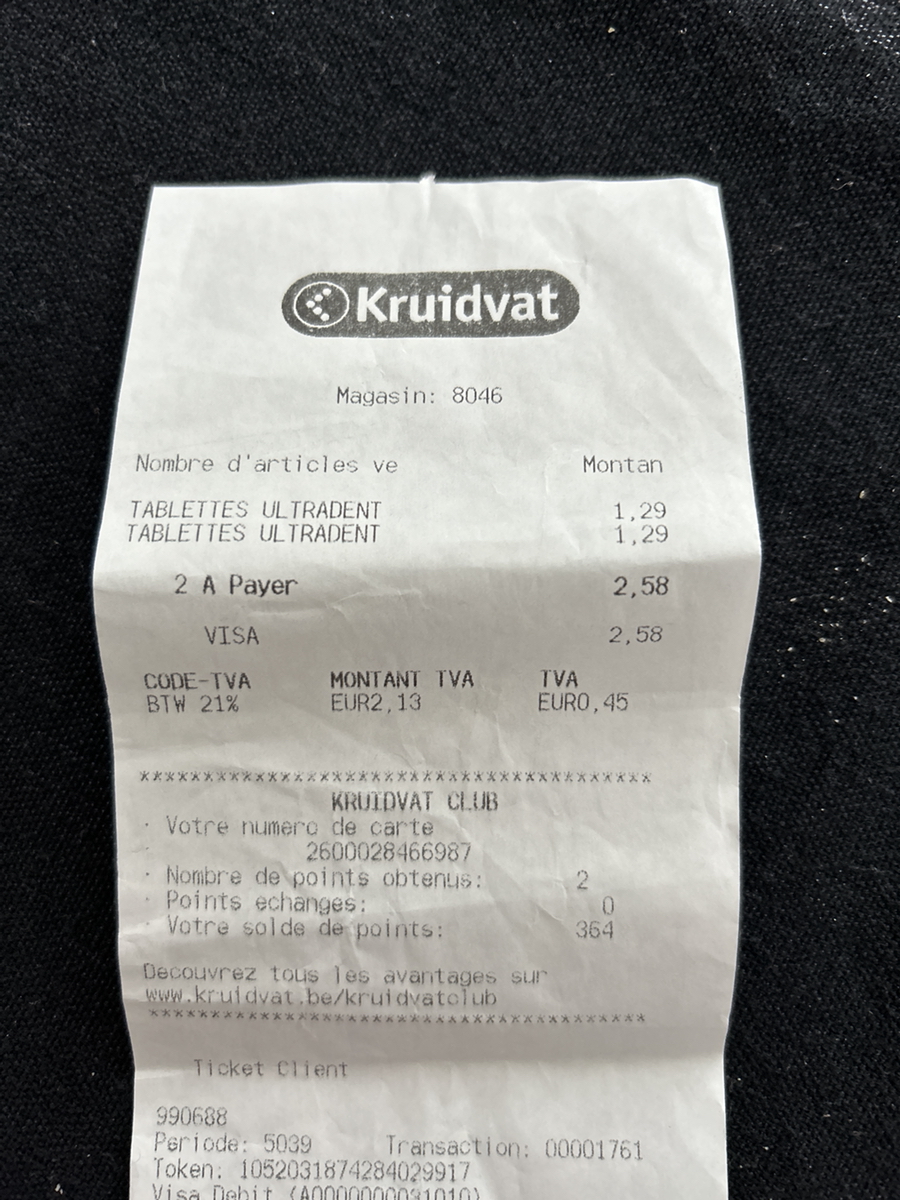 Kruidvat
Magasin: 8046
Nombre d'articles ve Montan
TABLETTES ULTRADENT 1,29
TABLETTES ULTRADENT 1,29
2 A Payer 2,58
VISA 2,58
CODE-TVA MONTANT TVA TVA
BTW 21% EUR2,13 EUR0,45
****************************************
KRUIDVAT CLUB
· Votre numero de carte
2600028466987
· Nombre de points obtenus: 2
· Points echanges: 0
· Votre solde de points: 364
Decouvrez tous les avantages sur
www.kruidvat.be/kruidvatclub
****************************************
Ticket Client
990688
Periode: 5039 Transaction: 00001761
Token: 1052031874284029917
Visa Debit (A0000000031010)